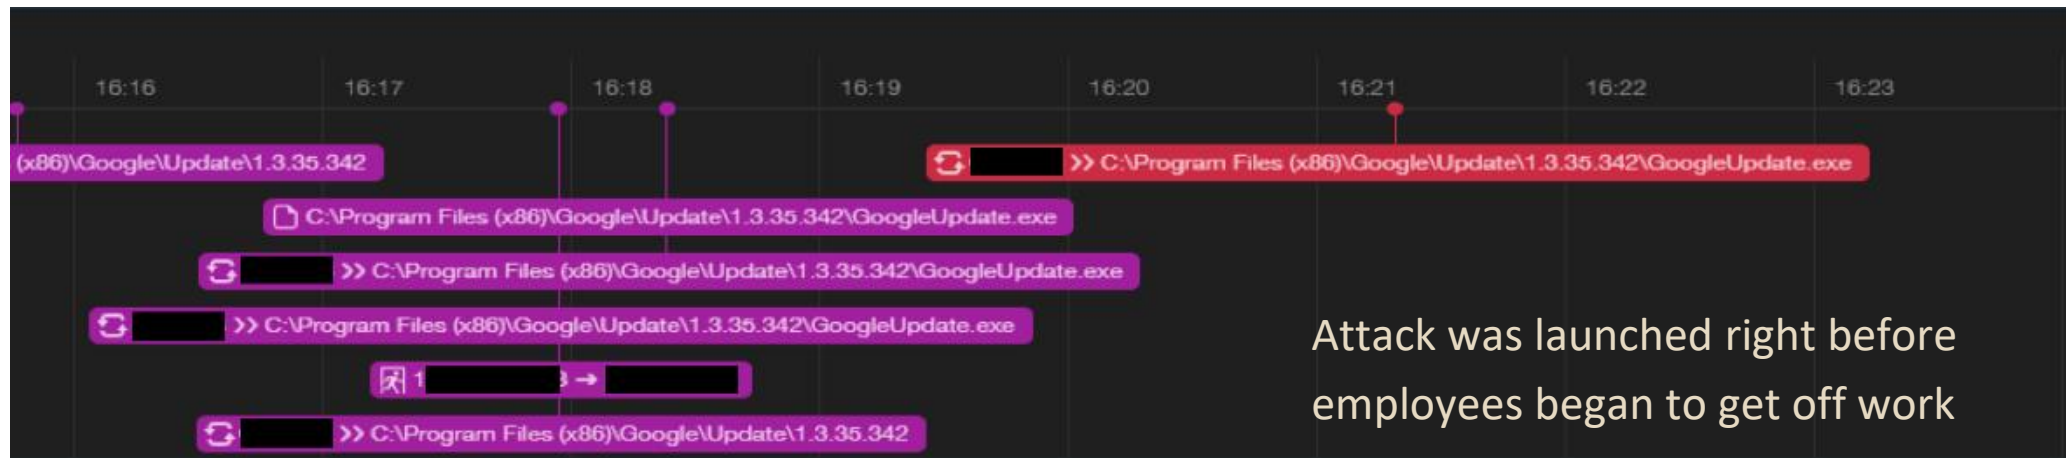 16:16 16:17 16:18 16:19 16:20 16:21 16:22 16:23
(x86)\Google\Update\1.3.35.342
>> C:\Program Files (x86)\Google\Update\1.3.35.342\GoogleUpdate.exe
C:\Program Files (x86)\Google\Update\1.3.35.342\GoogleUpdate.exe
>> C:\Program Files (x86)\Google\Update\1.3.35.342\GoogleUpdate.exe
>> C:\Program Files (x86)\Google\Update\1.3.35.342\GoogleUpdate.exe
1 3 →
>> C:\Program Files (x86)\Google\Update\1.3.35.342
Attack was launched right before
employees began to get off work